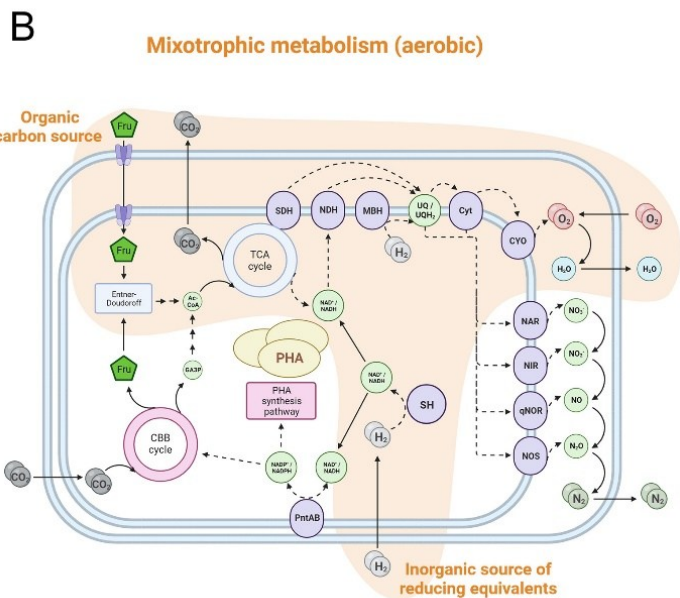 B
Mixotrophic metabolism (aerobic)
Organic
carbon source
Fru
CO₂
SDH
NDH
MBH
UQ /
UQH₂
Cyt
CYO
O₂
O₂
H₂O
H₂O
Fru
CO₂
TCA
cycle
H₂
Entner-
Doudoroff
Ac-
CoA
NAD⁺ /
NADH
NAR
NO₃⁻
PHA
NIR
NO₂⁻
Fru
GA3P
NAD⁺ /
NADH
PHA
synthesis
pathway
SH
qNOR
NO
CBB
cycle
H₂
NOS
N₂O
CO₂
CO₂
NADP⁺ /
NADPH
NAD⁺ /
NADH
N₂
N₂
PntAB
H₂
Inorganic source of
reducing equivalents